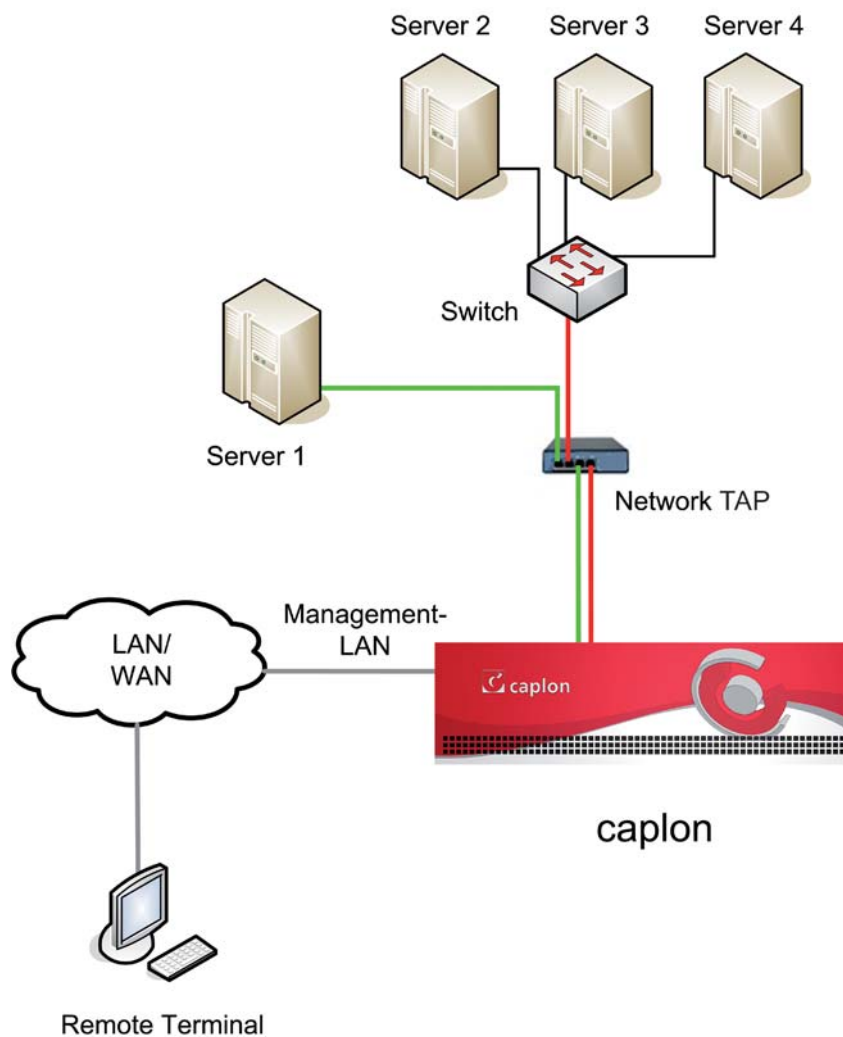 Server 2
Server 3
Server 4
Switch
Server 1
Network TAP
Management-
LAN
LAN/
WAN
caplon
caplon
Remote Terminal